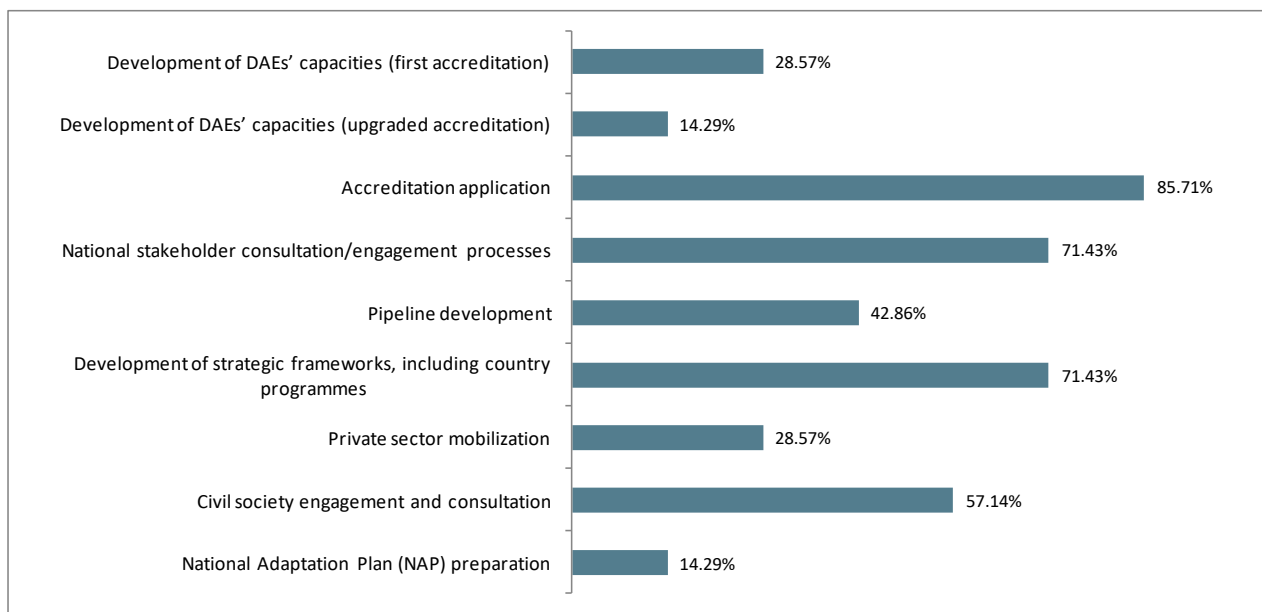 Development of DAEs’ capacities (first accreditation)
28.57%
Development of DAEs’ capacities (upgraded accreditation)
14.29%
Accreditation application
85.71%
National stakeholder consultation/engagement processes
71.43%
Pipeline development
42.86%
Development of strategic frameworks, including country
programmes
71.43%
Private sector mobilization
28.57%
Civil society engagement and consultation
57.14%
National Adaptation Plan (NAP) preparation
14.29%